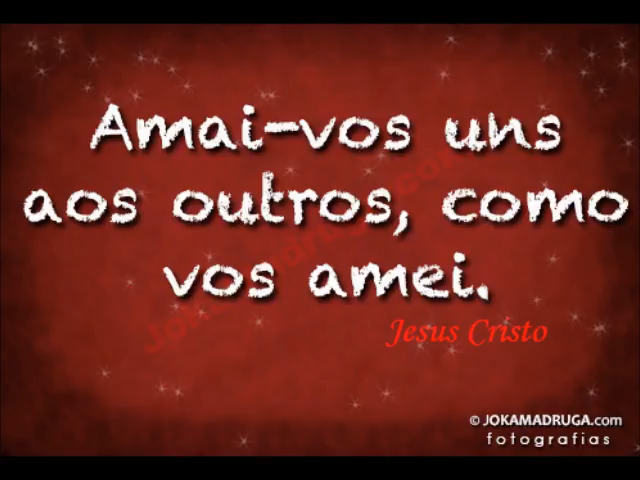 Amai-vos uns
aos outros, como
vos amei.
Jesus Cristo
© JOKAMADRUGA.com
fotografias